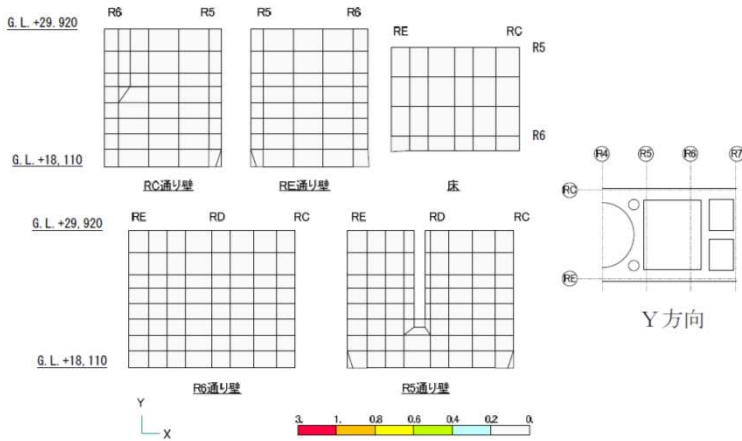 R6 R5 R5 R6
G. L. +29. 920
RE RC
R5
R6
G. L. +18, 110
RC通り壁 RE通り壁 床
R4 R5 R6 R7
RC
RE
Y方向
RE RD RC RE RD RC
G. L. +29, 920
G. L. +18, 110
R6通り壁 R5通り壁
Y
X
3. 1. 0.8 0.6 0.4 0.2 0.